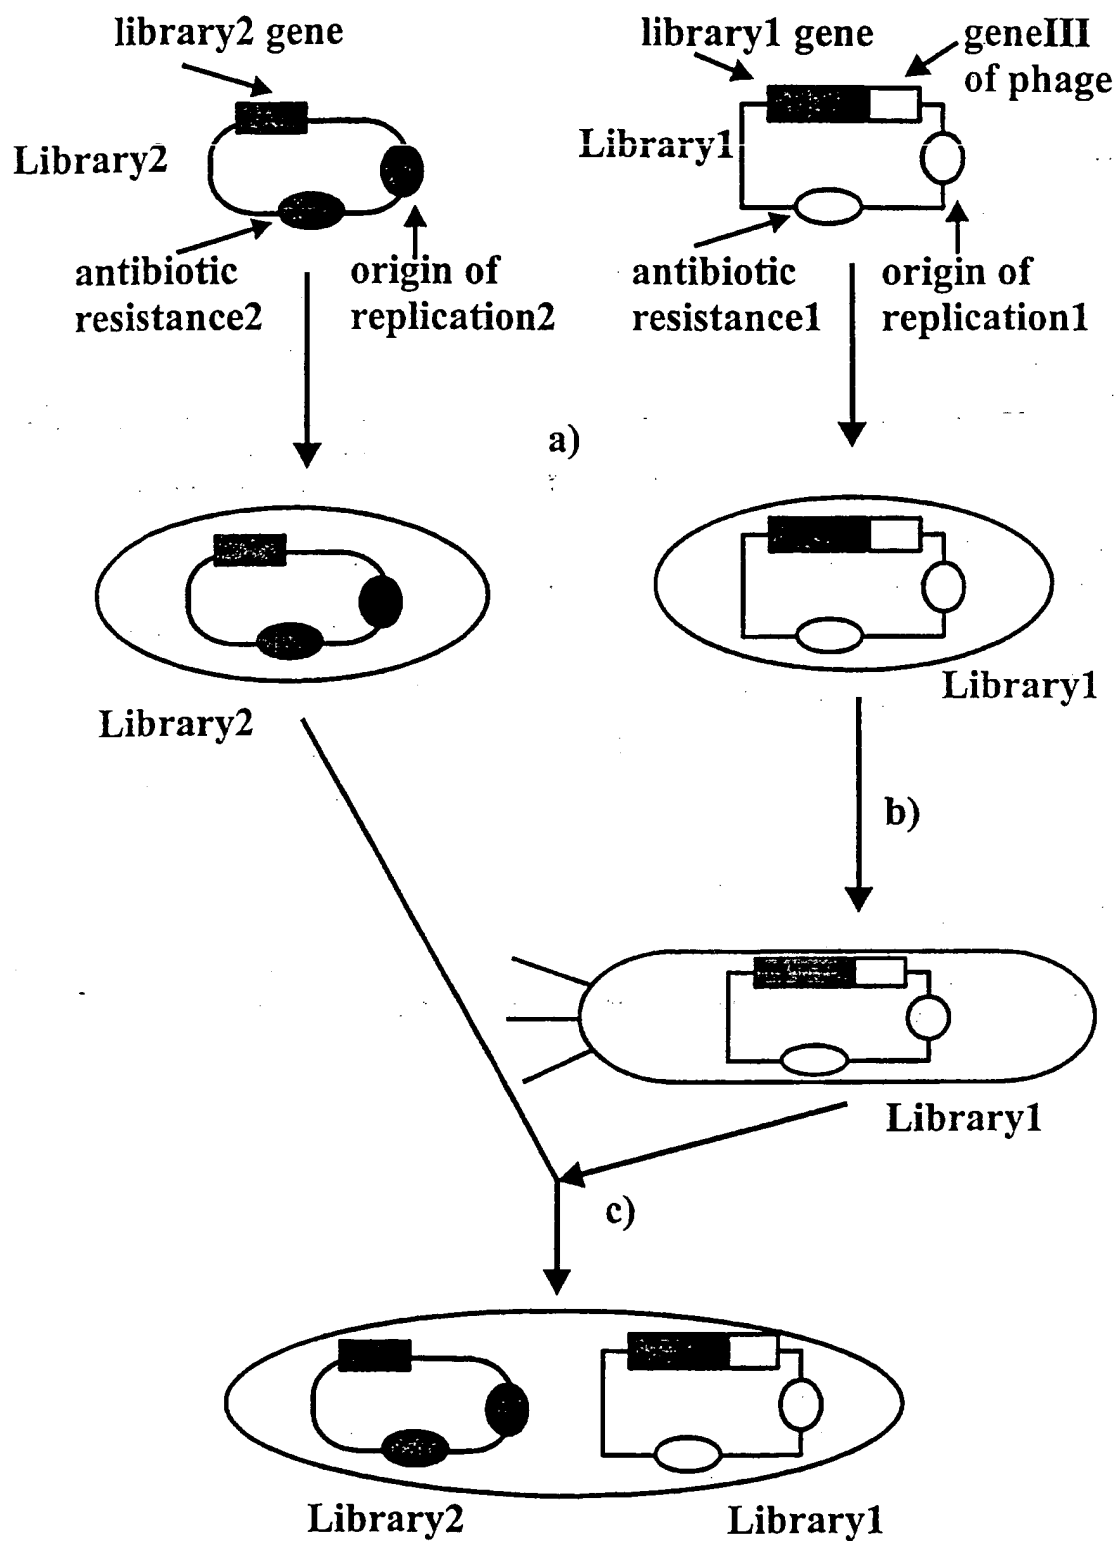 library2 gene
library1 gene
geneIII
of phage
Library2
Library1
antibiotic
resistance2
origin of
replication2
antibiotic
resistance1
origin of
replication1
a)
Library2
Library1
b)
Library1
c)
Library2
Library1